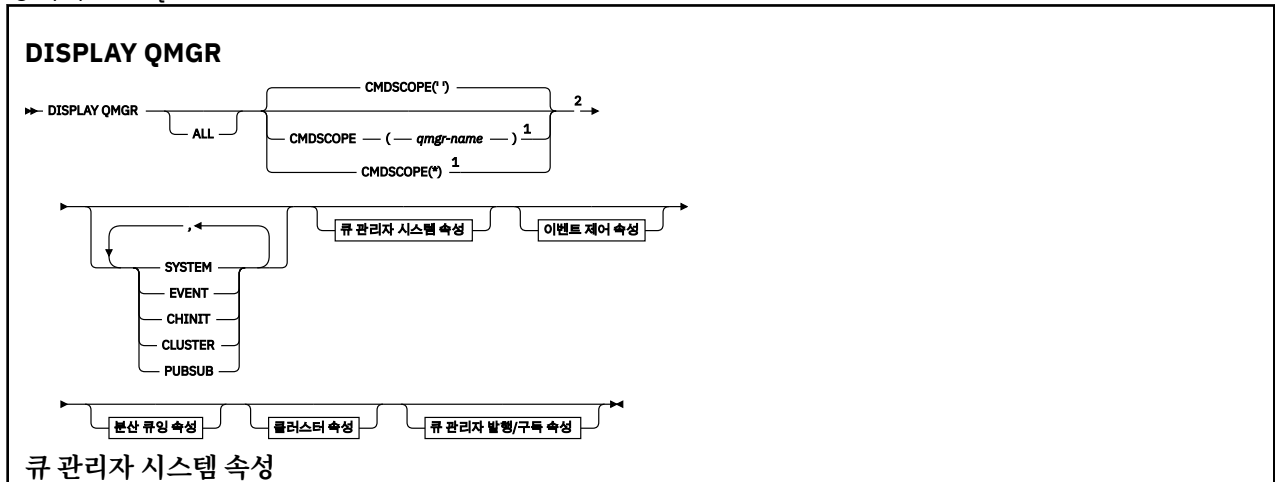 DISPLAY QMGR
CMDSCOPE(' ')
DISPLAY QMGR
ALL
CMDSCOPE ( qmgr-name ) 1
2
CMDSCOPE(*) 1
,
SYSTEM
EVENT
CHINIT
CLUSTER
PUBSUB
큐 관리자 시스템 속성
이벤트 제어 속성
분산 큐잉 속성
클러스터 속성
큐 관리자 발행/구독 속성
큐 관리자 시스템 속성